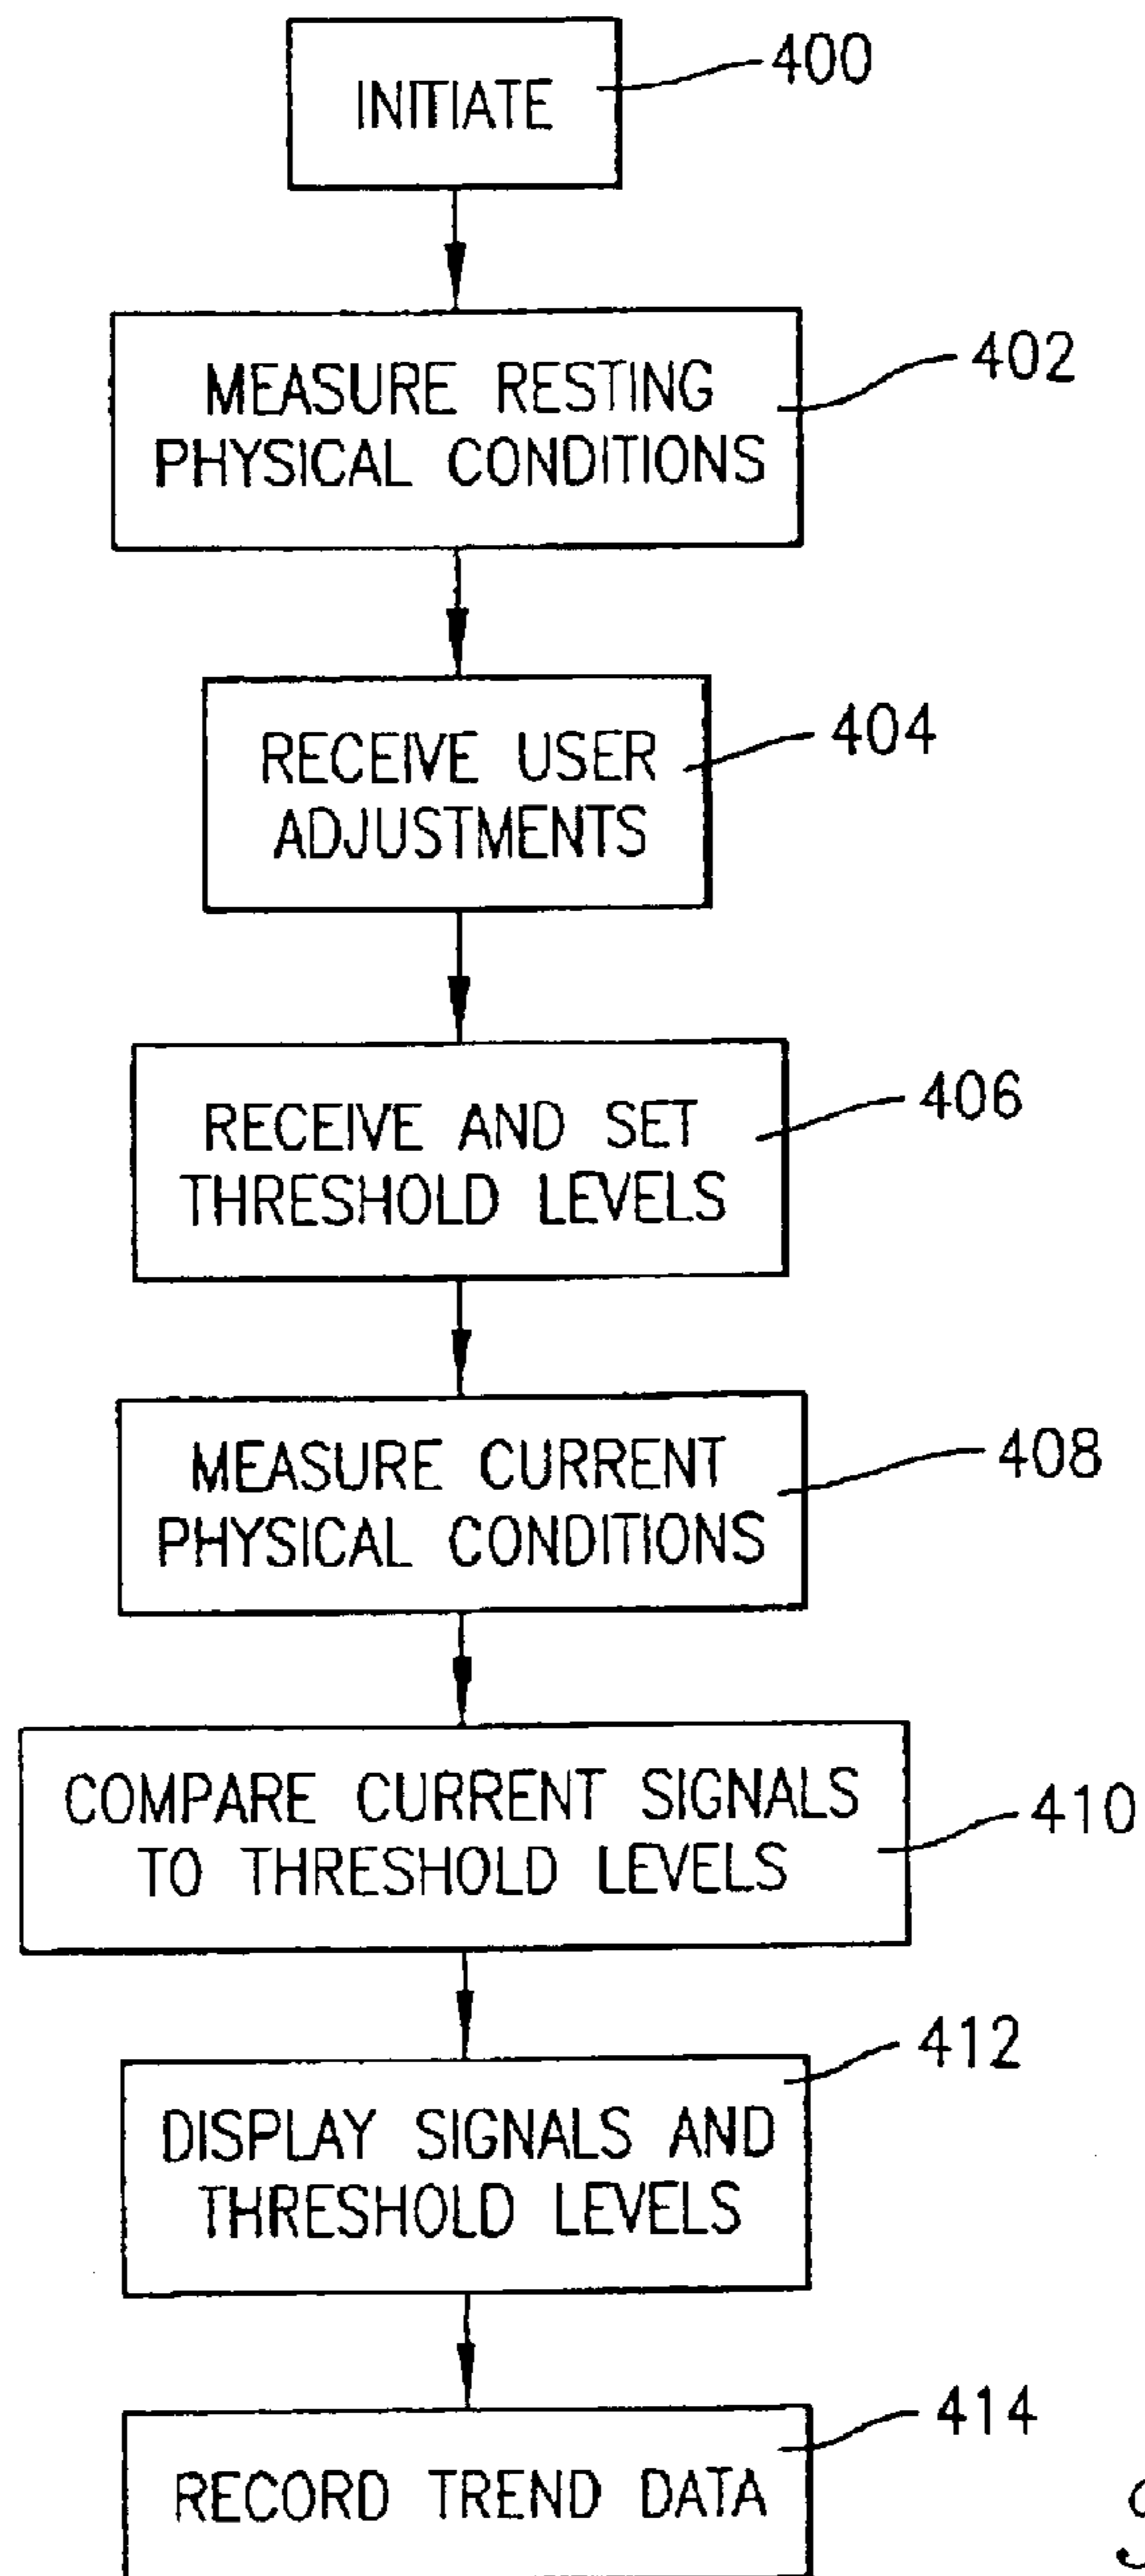 INITIATE
400
MEASURE RESTING
PHYSICAL CONDITIONS
402
RECEIVE USER
ADJUSTMENTS
404
RECEIVE AND SET
THRESHOLD LEVELS
406
MEASURE CURRENT
PHYSICAL CONDITIONS
408
COMPARE CURRENT SIGNALS
TO THRESHOLD LEVELS
410
DISPLAY SIGNALS AND
THRESHOLD LEVELS
412
RECORD TREND DATA
414